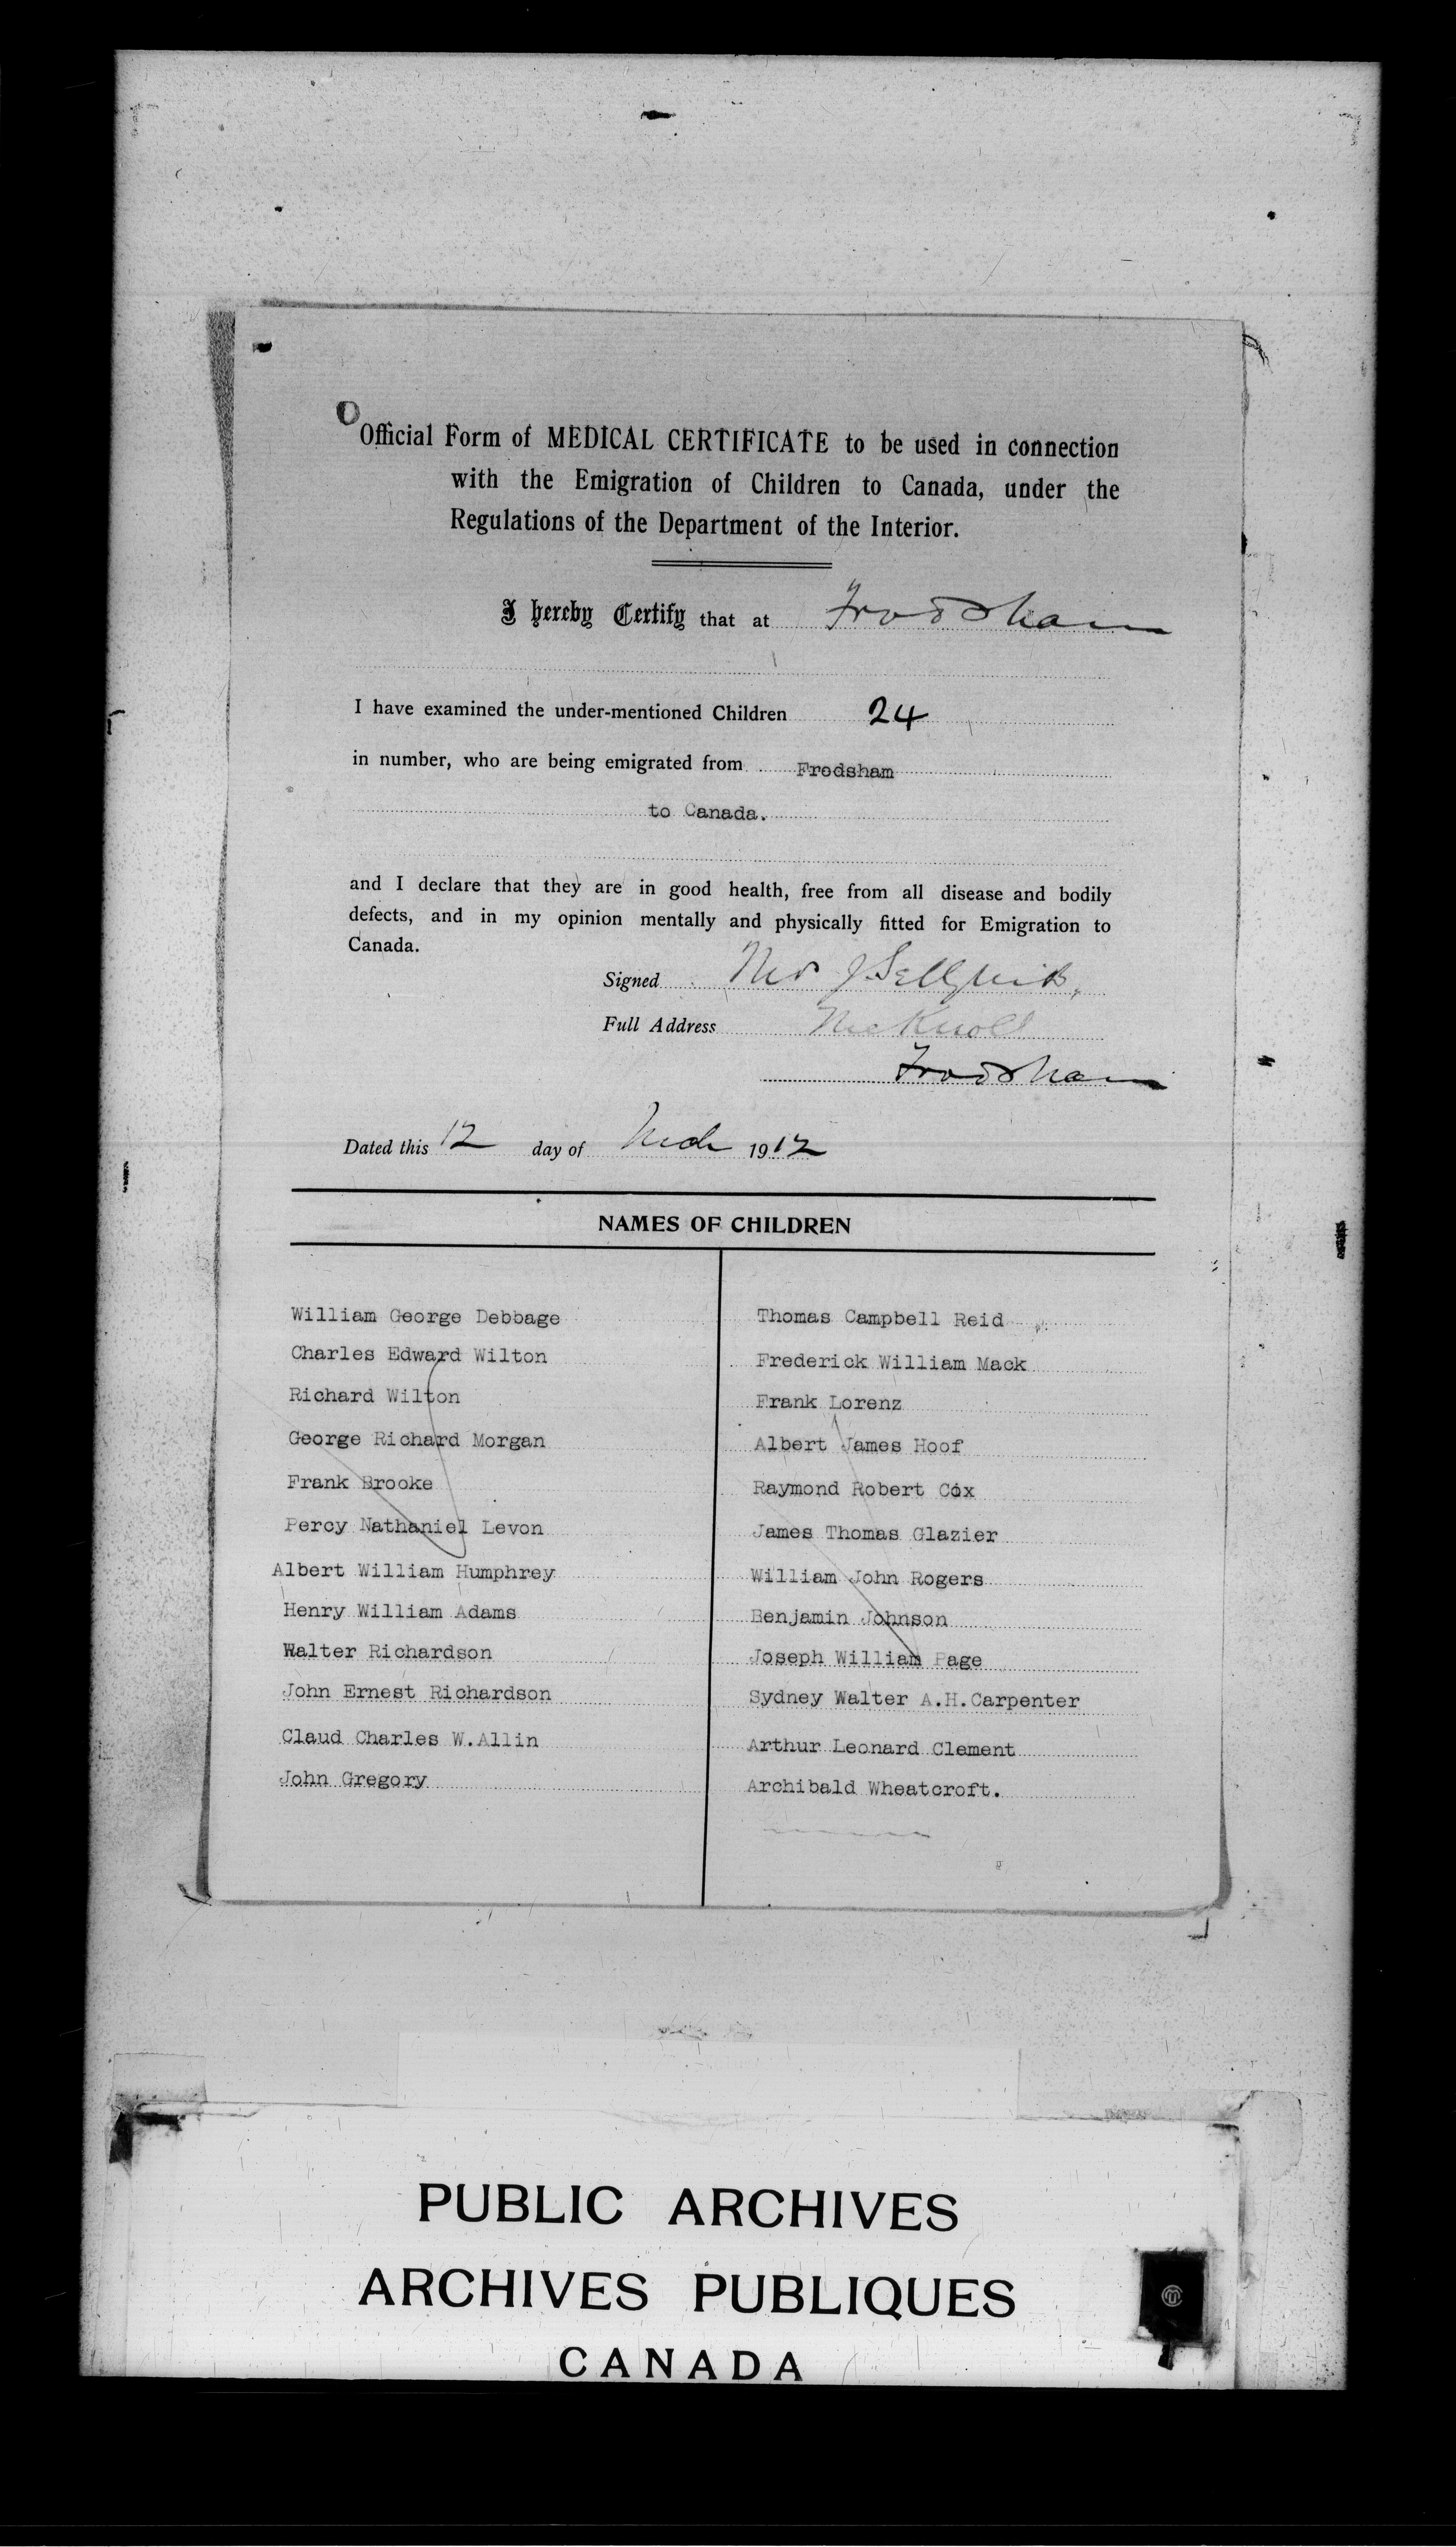 Official Form of MEDICAL CERTIFICATE to be used in connection
with the Emigration of Children to Canada, under the
Regulations of the Department of the Interior.
I hereby Certify that at Frodsham
I have examined the under-mentioned Children 24
in number, who are being emigrated from Frodsham
to Canada.
and I declare that they are in good health, free from all disease and bodily
defects, and in my opinion mentally and physically fitted for Emigration to
Canada.
Signed
Full Address
Frodsham
Dated this 12 day of Mch 1912
NAMES OF CHILDREN
William George Debbage
Charles Edward Wilton
Richard Wilton
George Richard Morgan
Frank Brooke
Percy Nathaniel Levon
Albert William Humphrey
Henry William Adams
Walter Richardson
John Ernest Richardson
Claud Charles W.Allin
John Gregory
Thomas Campbell Reid
Frederick William Mack
Frank Lorenz
Albert James Hoof
Raymond Robert Cox
James Thomas Glazier
William John Rogers
Benjamin Johnson
Joseph William Page
Sydney Walter A.H.Carpenter
Arthur Leonard Clement
Archibald Wheatcroft.
PUBLIC ARCHIVES
ARCHIVES PUBLIQUES
CANADA